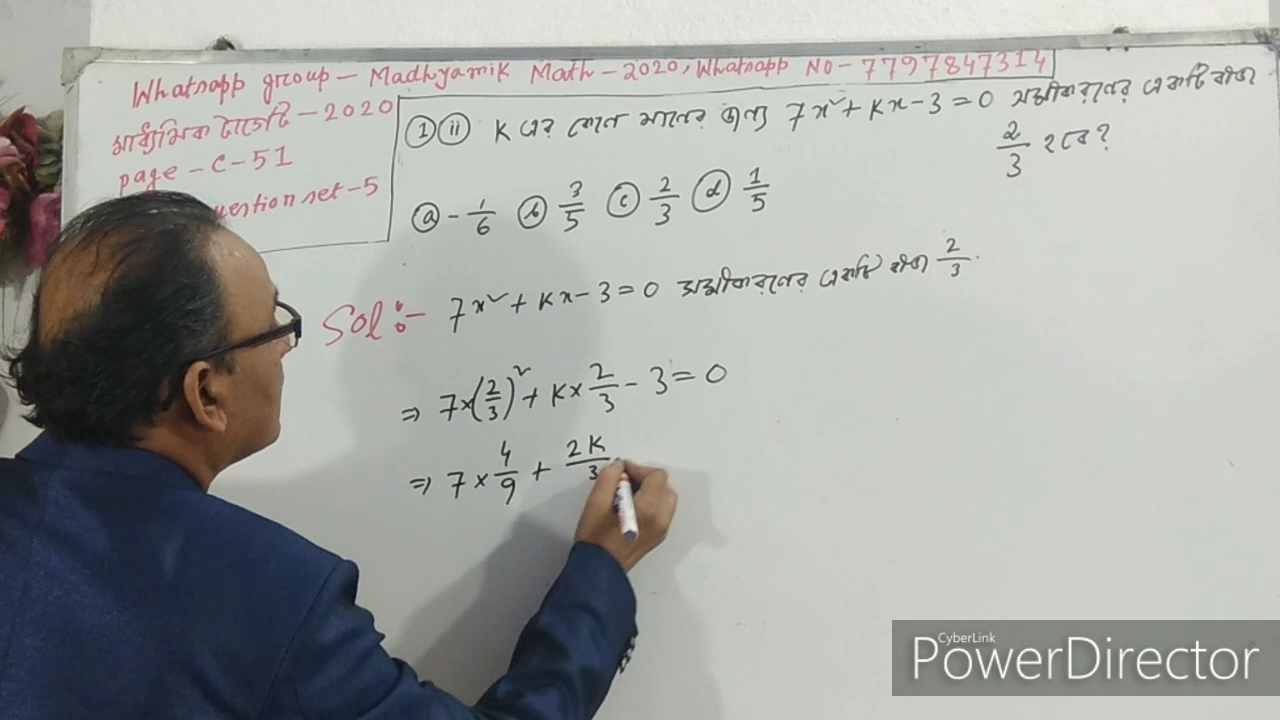 Whatsapp group - Madhyamik Math - 2020, Whatsapp NO - 7797847314
মাধ্যমিক টার্জেট - 2020
page - C - 51
uestion set - 5
① ⓘⓘ K এর কোন মানের জন্য 7x² + Kx - 3 = 0 সমীকরণের একটি বীজ
2/3 হবে?
ⓐ - 1/6 ⓑ 3/5 ⓒ 2/3 ⓓ 1/5
Sol :- 7x² + Kx - 3 = 0 সমীকরণের একটি বীজ 2/3.
⇒ 7×(2/3)² + K× 2/3 - 3 = 0
⇒ 7 × 4/9 + 2K/3
CyberLink
PowerDirector